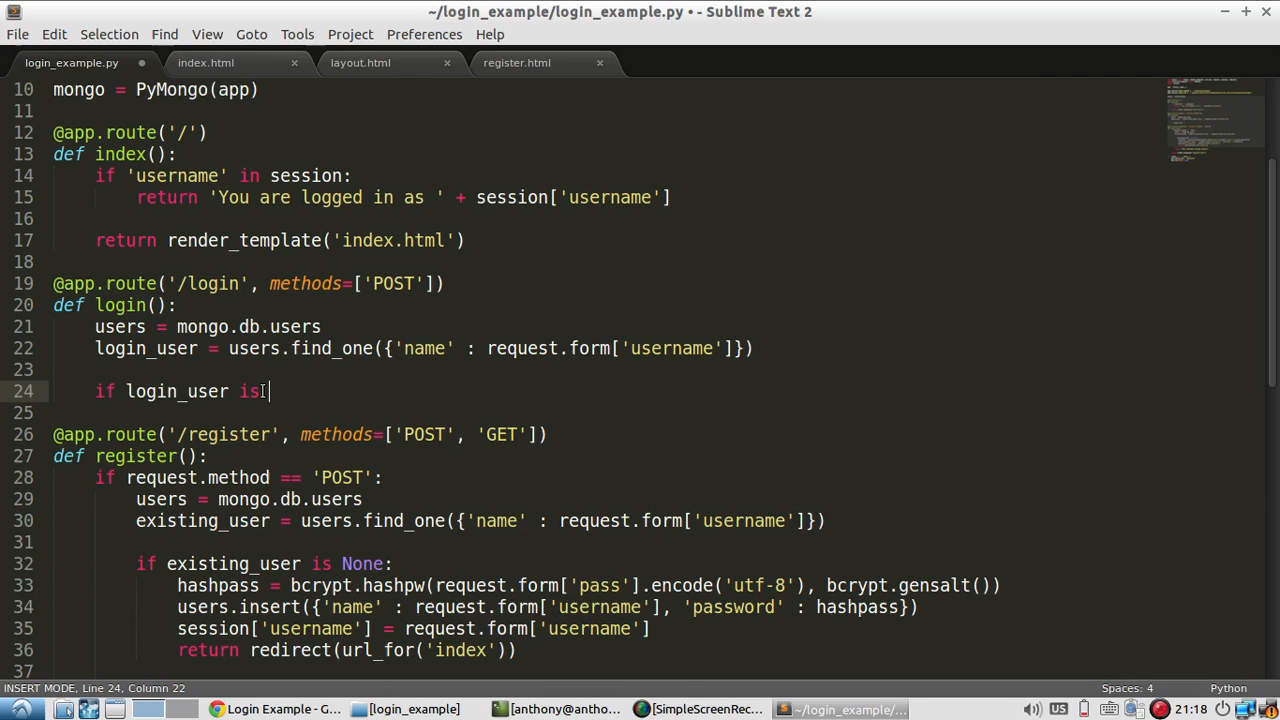 ~/login_example/login_example.py • - Sublime Text 2
File Edit Selection Find View Goto Tools Project Preferences Help
login_example.py index.html layout.html register.html
10 mongo = PyMongo(app)
11
12 @app.route('/')
13 def index():
14     if 'username' in session:
15         return 'You are logged in as ' + session['username']
16
17     return render_template('index.html')
18
19 @app.route('/login', methods=['POST'])
20 def login():
21     users = mongo.db.users
22     login_user = users.find_one({'name' : request.form['username']})
23
24     if login_user is
25
26 @app.route('/register', methods=['POST', 'GET'])
27 def register():
28     if request.method == 'POST':
29         users = mongo.db.users
30         existing_user = users.find_one({'name' : request.form['username']})
31
32         if existing_user is None:
33             hashpass = bcrypt.hashpw(request.form['pass'].encode('utf-8'), bcrypt.gensalt())
34             users.insert({'name' : request.form['username'], 'password' : hashpass})
35             session['username'] = request.form['username']
36             return redirect(url_for('index'))
37
INSERT MODE, Line 24, Column 22 Spaces: 4 Python
Login Example - G... [login_example] [anthony@antho... [SimpleScreenRec... ~/login_example/... US 21:18